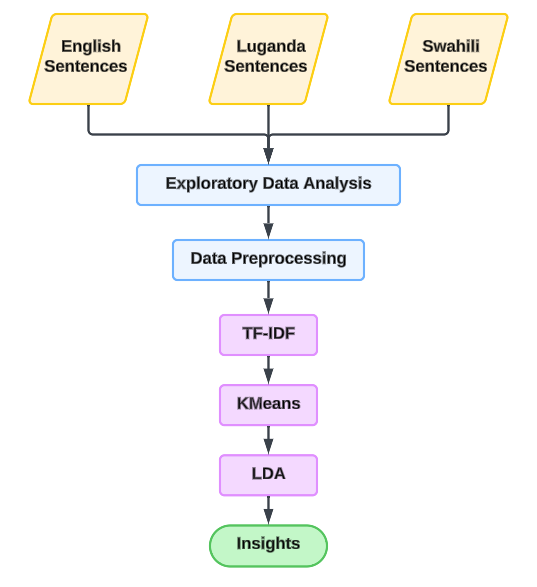 English
Sentences
Luganda
Sentences
Swahili
Sentences
Exploratory Data Analysis
Data Preprocessing
TF-IDF
KMeans
LDA
Insights